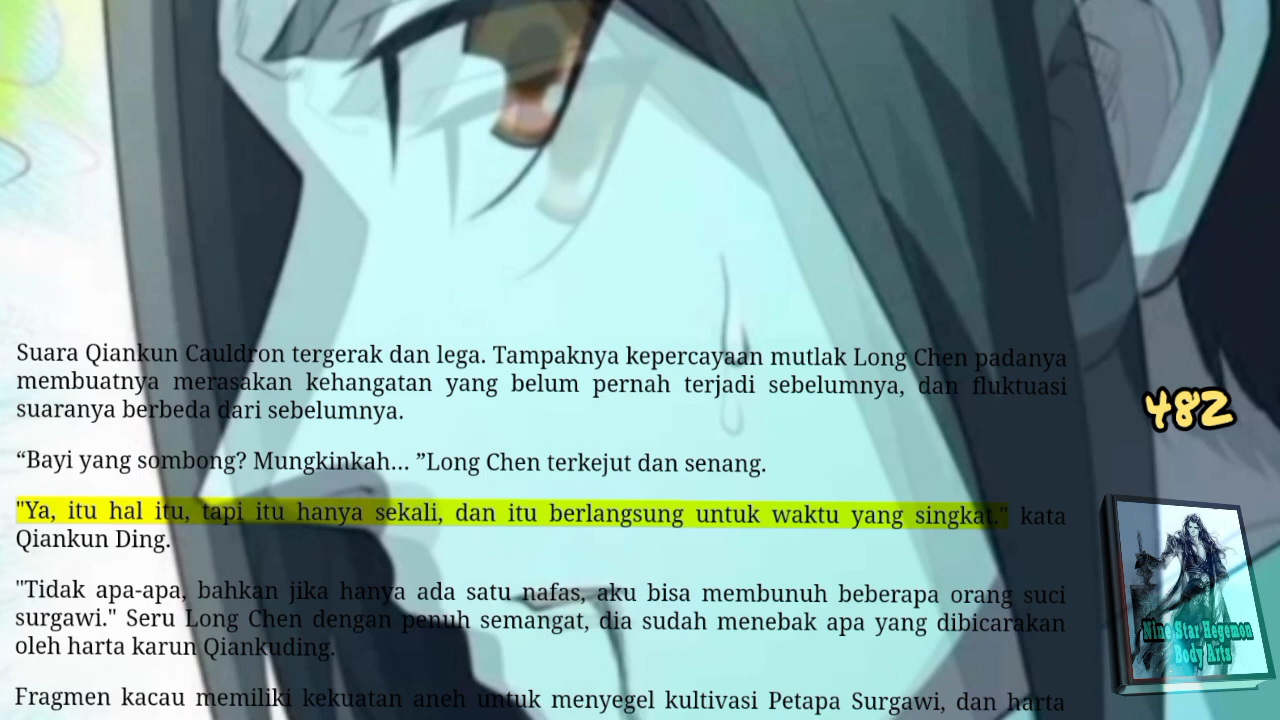 Suara Qiankun Cauldron tergerak dan lega. Tampaknya kepercayaan mutlak Long Chen padanya
membuatnya merasakan kehangatan yang belum pernah terjadi sebelumnya, dan fluktuasi
suaranya berbeda dari sebelumnya.
“Bayi yang sombong? Mungkinkah... ”Long Chen terkejut dan senang.
"Ya, itu hal itu, tapi itu hanya sekali, dan itu berlangsung untuk waktu yang singkat." kata
Qiankun Ding.
"Tidak apa-apa, bahkan jika hanya ada satu nafas, aku bisa membunuh beberapa orang suci
surgawi." Seru Long Chen dengan penuh semangat, dia sudah menebak apa yang dibicarakan
oleh harta karun Qiankuding.
Fragmen kacau memiliki kekuatan aneh untuk menyegel kultivasi Petapa Surgawi, dan harta
482
Nine Star Hegemon
Body Arts